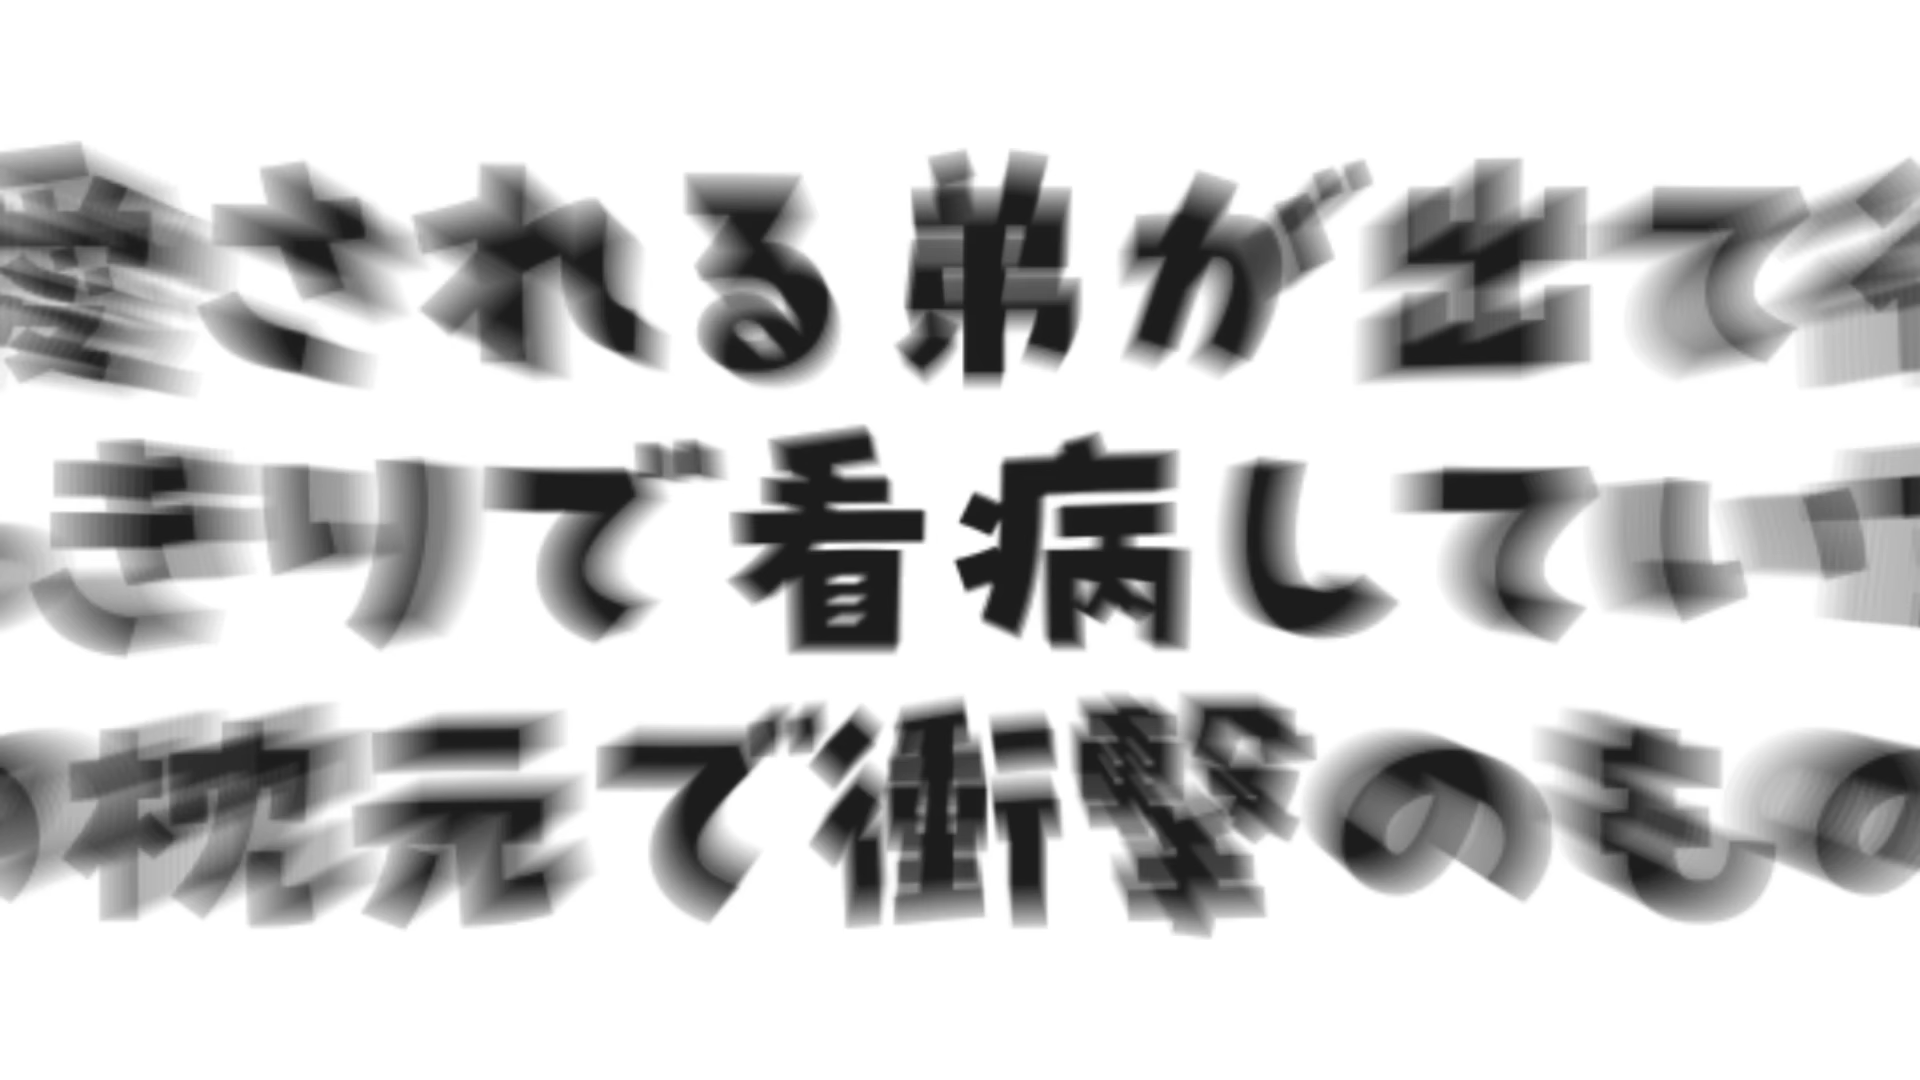 愛される弟が出て
きりで看病してい
の枕元で衝撃のもの